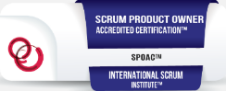 SCRUM PRODUCT OWNER
ACCREDITED CERTIFICATION™
SPOAC™
INTERNATIONAL SCRUM
INSTITUTE™